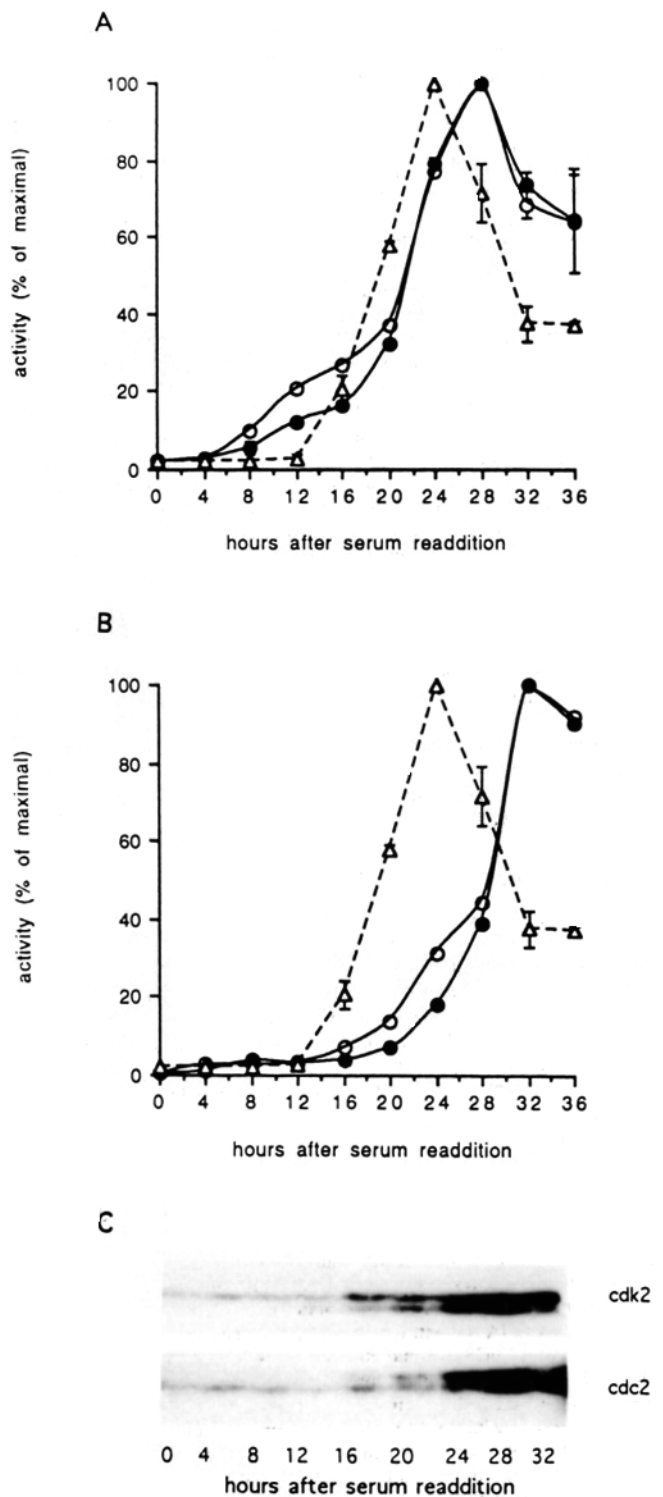 A
activity (% of maximal)
100
80
60
40
20
0
0 4 8 12 16 20 24 28 32 36
hours after serum readdition
B
activity (% of maximal)
100
80
60
40
20
0
0 4 8 12 16 20 24 28 32 36
hours after serum readdition
C
cdk2
cdc2
0 4 8 12 16 20 24 28 32
hours after serum readdition